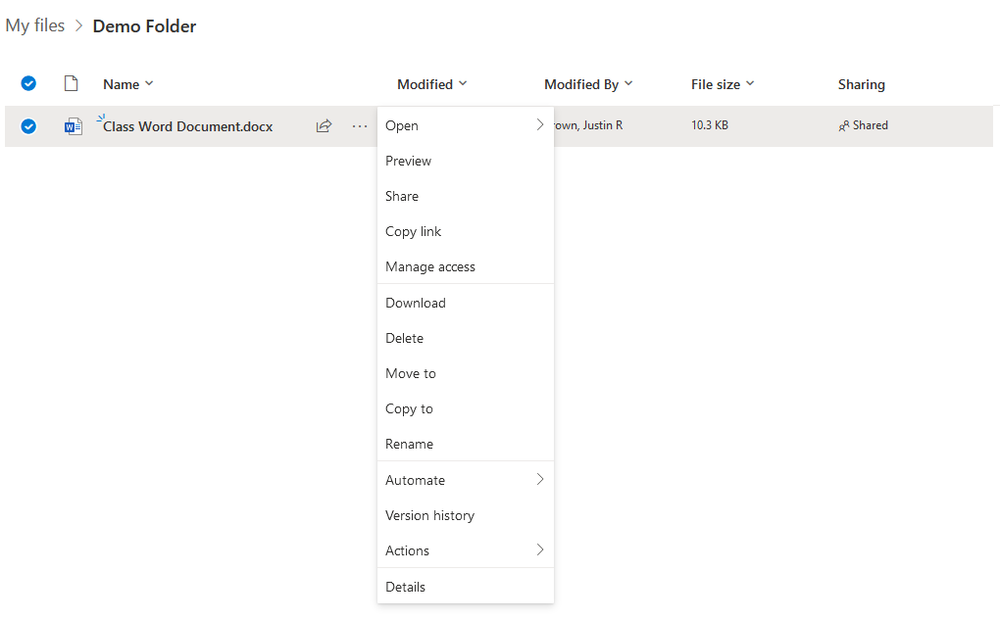 My files > Demo Folder
Name Modified Modified By File size Sharing
W Class Word Document.docx ... rown, Justin R 10.3 KB Shared
Open
Preview
Share
Copy link
Manage access
Download
Delete
Move to
Copy to
Rename
Automate
Version history
Actions
Details